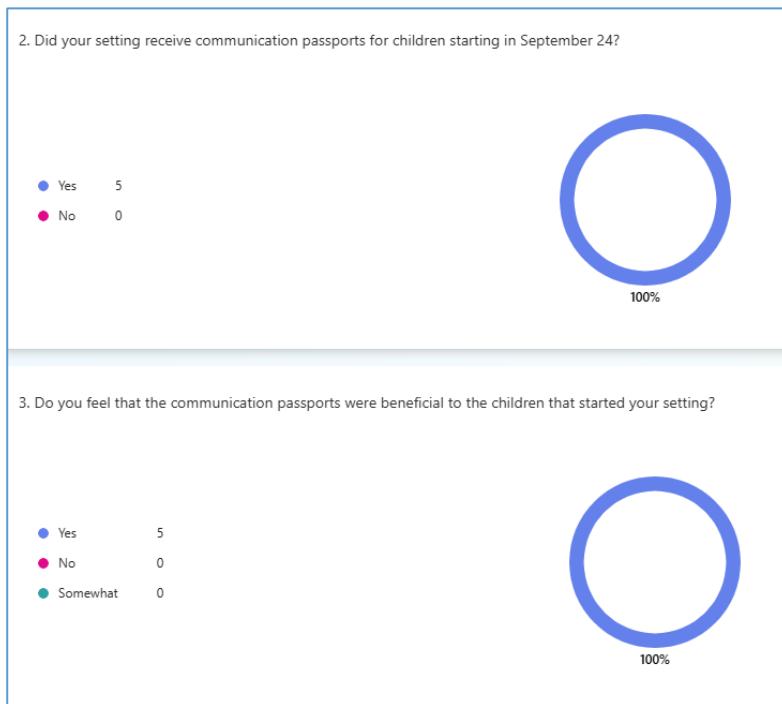 2. Did your setting receive communication passports for children starting in September 24?
Yes 5
No 0
100%
3. Do you feel that the communication passports were beneficial to the children that started your setting?
Yes 5
No 0
Somewhat 0
100%